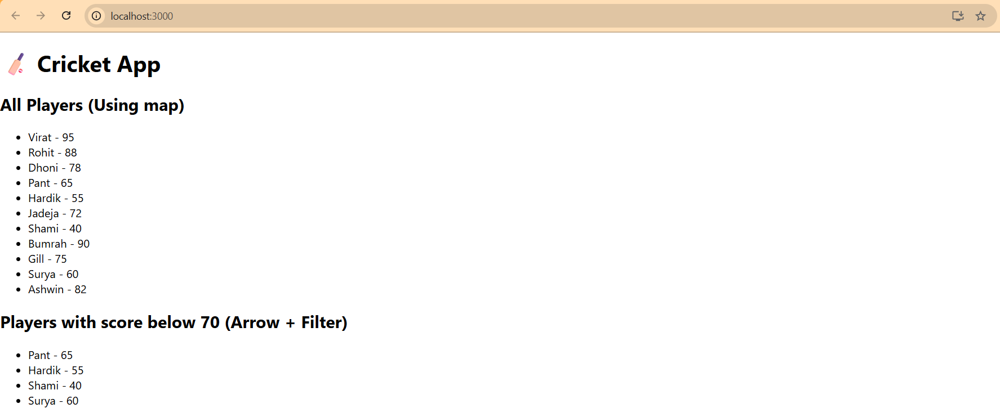 localhost:3000
Cricket App
All Players (Using map)
Virat - 95
Rohit - 88
Dhoni - 78
Pant - 65
Hardik - 55
Jadeja - 72
Shami - 40
Bumrah - 90
Gill - 75
Surya - 60
Ashwin - 82
Players with score below 70 (Arrow + Filter)
Pant - 65
Hardik - 55
Shami - 40
Surya - 60